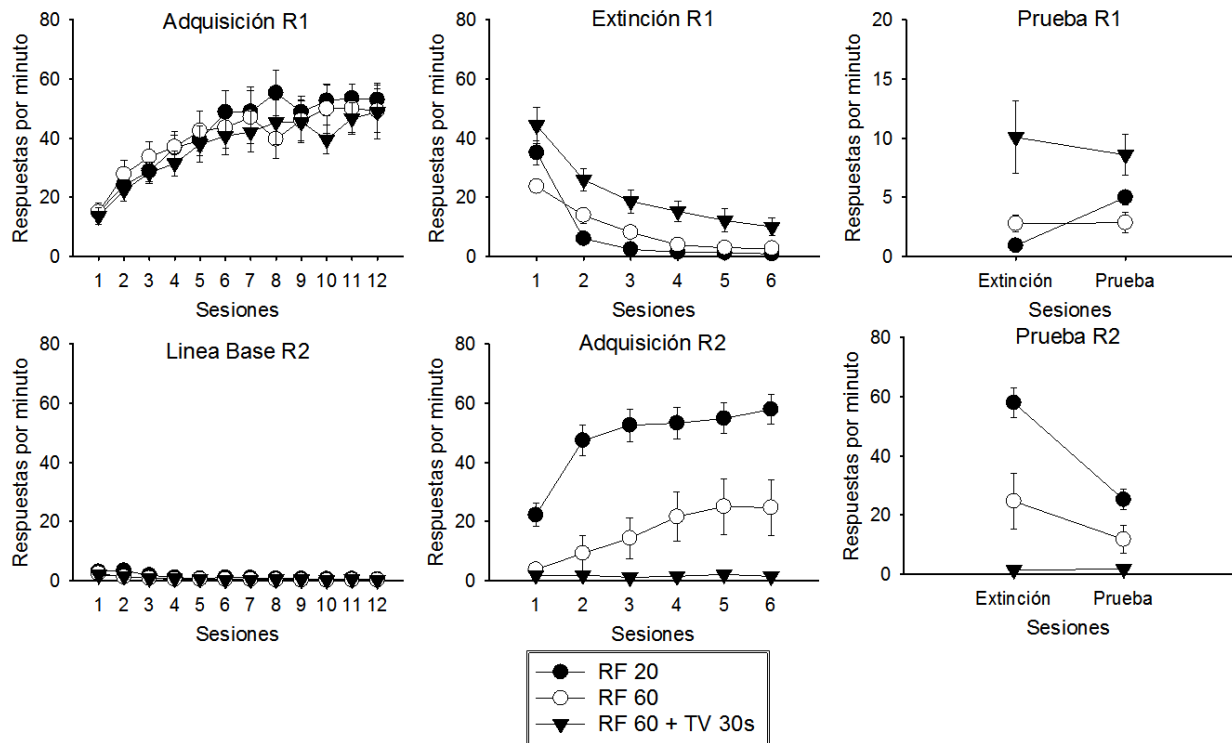 Adquisición R1
Respuestas por minuto
80
60
40
20
0
1 2 3 4 5 6 7 8 9 10 11 12
Sesiones
Extinción R1
Respuestas por minuto
80
60
40
20
0
1 2 3 4 5 6
Sesiones
Prueba R1
Respuestas por minuto
20
15
10
5
0
Extinción Prueba
Sesiones
Linea Base R2
Respuestas por minuto
80
60
40
20
0
1 2 3 4 5 6 7 8 9 10 11 12
Sesiones
Adquisición R2
Respuestas por minuto
80
60
40
20
0
1 2 3 4 5 6
Sesiones
Prueba R2
Respuestas por minuto
80
60
40
20
0
Extinción Prueba
Sesiones
RF 20
RF 60
RF 60 + TV 30s